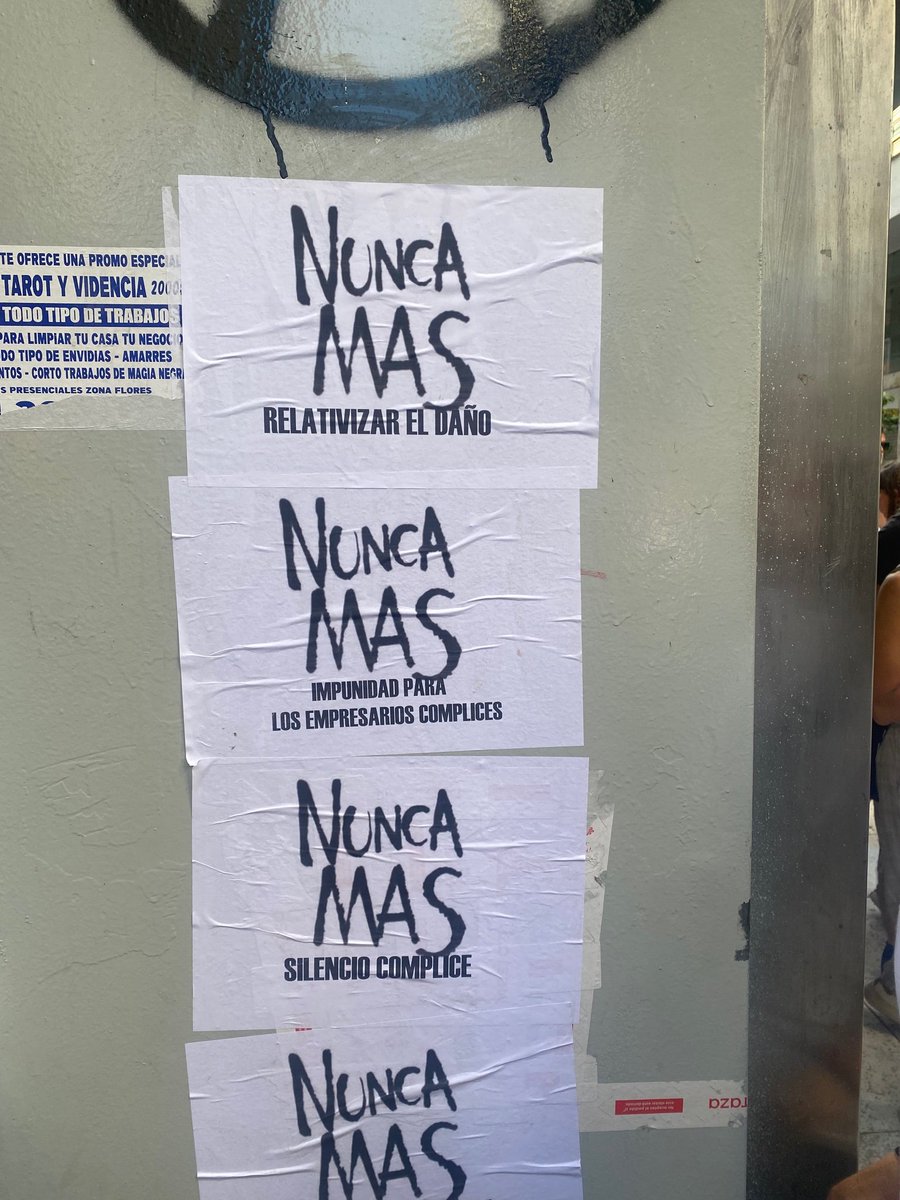 TE OFRECE UNA PROMO ESPECIAL
TAROT Y VIDENCIA
TODO TIPO DE TRABAJOS
PARA LIMPIAR TU CASA TU NEGOCIO
DO TIPO DE ENVIDIAS - AMARRES
NTOS - CORTO TRABAJOS DE MAGIA NEGRA
S PRESENCIALES ZONA FLORES
NUNCA
MAS
RELATIVIZAR EL DAÑO
NUNCA
MAS
IMPUNIDAD PARA
LOS EMPRESARIOS COMPLICES
NUNCA
MAS
SILENCIO COMPLICE
NUNCA
MAS
raza